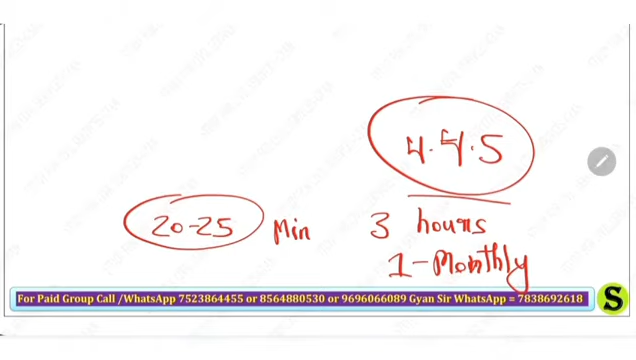 4.4.5
20-25 Min 3 hours
1-Monthly
For Paid Group Call /WhatsApp 7523864455 or 8564880530 or 9696066089 Gyan Sir WhatsApp = 7838692618
S